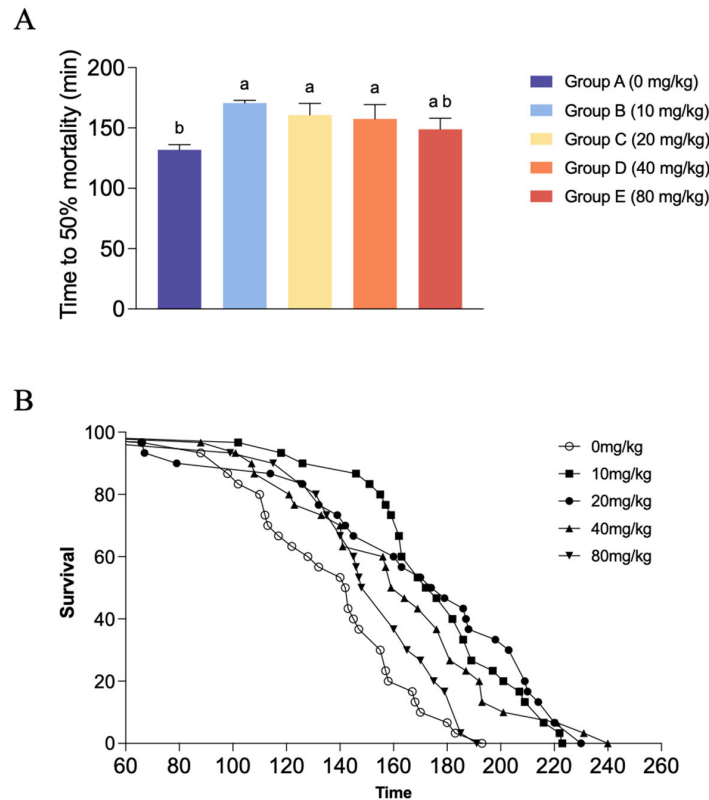 A
Time to 50% mortality (min)
200
150
100
50
0
b
a
a
a
a b
Group A (0 mg/kg)
Group B (10 mg/kg)
Group C (20 mg/kg)
Group D (40 mg/kg)
Group E (80 mg/kg)
B
Survival
100
80
60
40
20
0
60
80
100
120
140
160
180
200
220
240
260
Time
0mg/kg
10mg/kg
20mg/kg
40mg/kg
80mg/kg